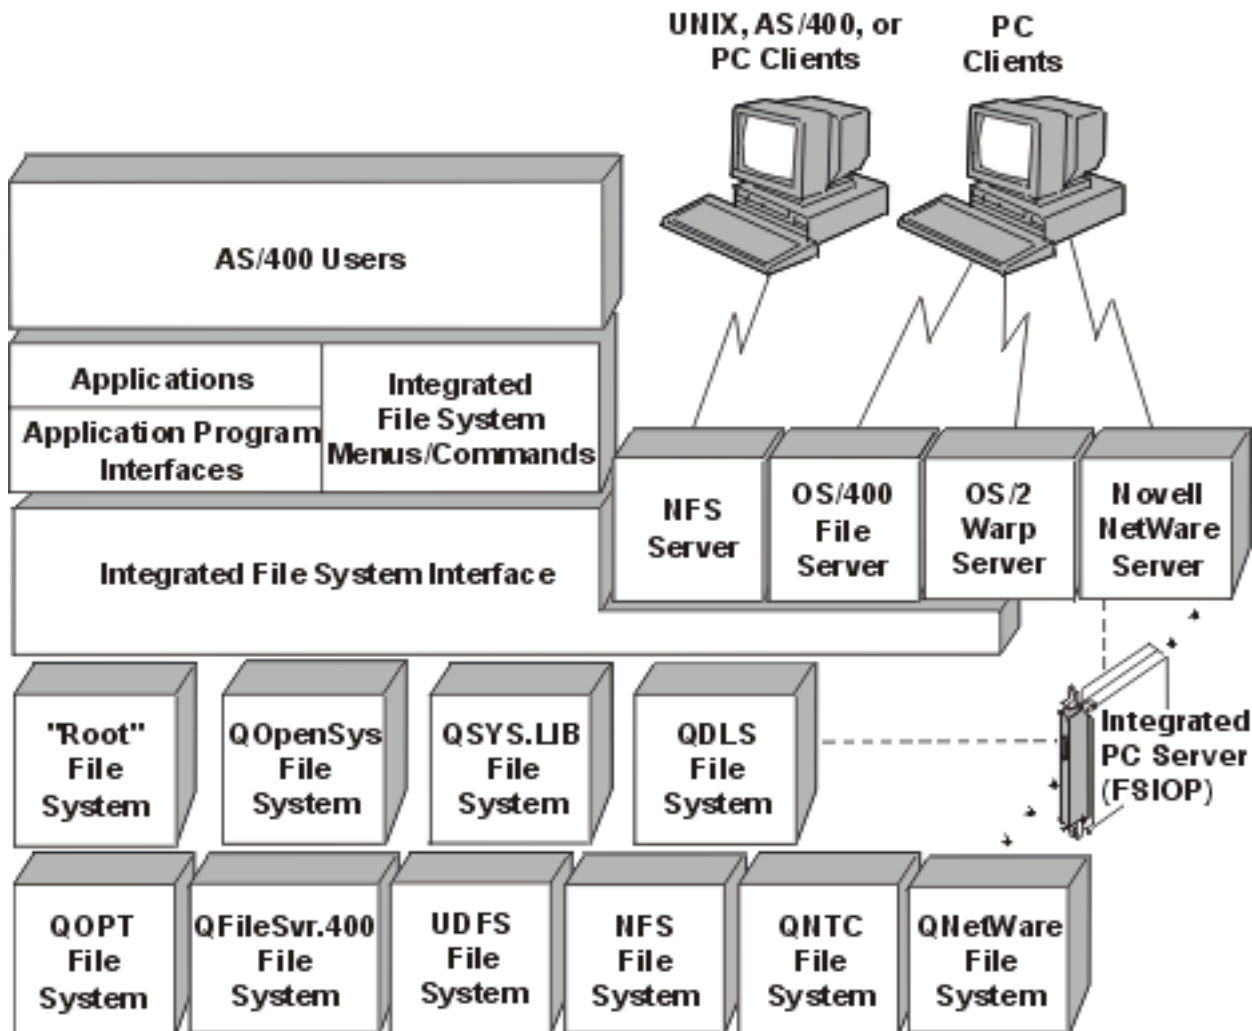 UNIX, AS/400, or
PC Clients
PC
Clients
AS/400 Users
Applications
Application Program
Interfaces
Integrated
File System
Menus/Commands
Integrated File System Interface
NFS
Server
OS/400
File
Server
OS/2
Warp
Server
Novell
NetWare
Server
"Root"
File
System
QOpenSys
File
System
QSYS.LIB
File
System
QDLS
File
System
Integrated
PC Server
(FSIOP)
QOPT
File
System
QFileSvr.400
File
System
UDFS
File
System
NFS
File
System
QNTC
File
System
QNetWare
File
System